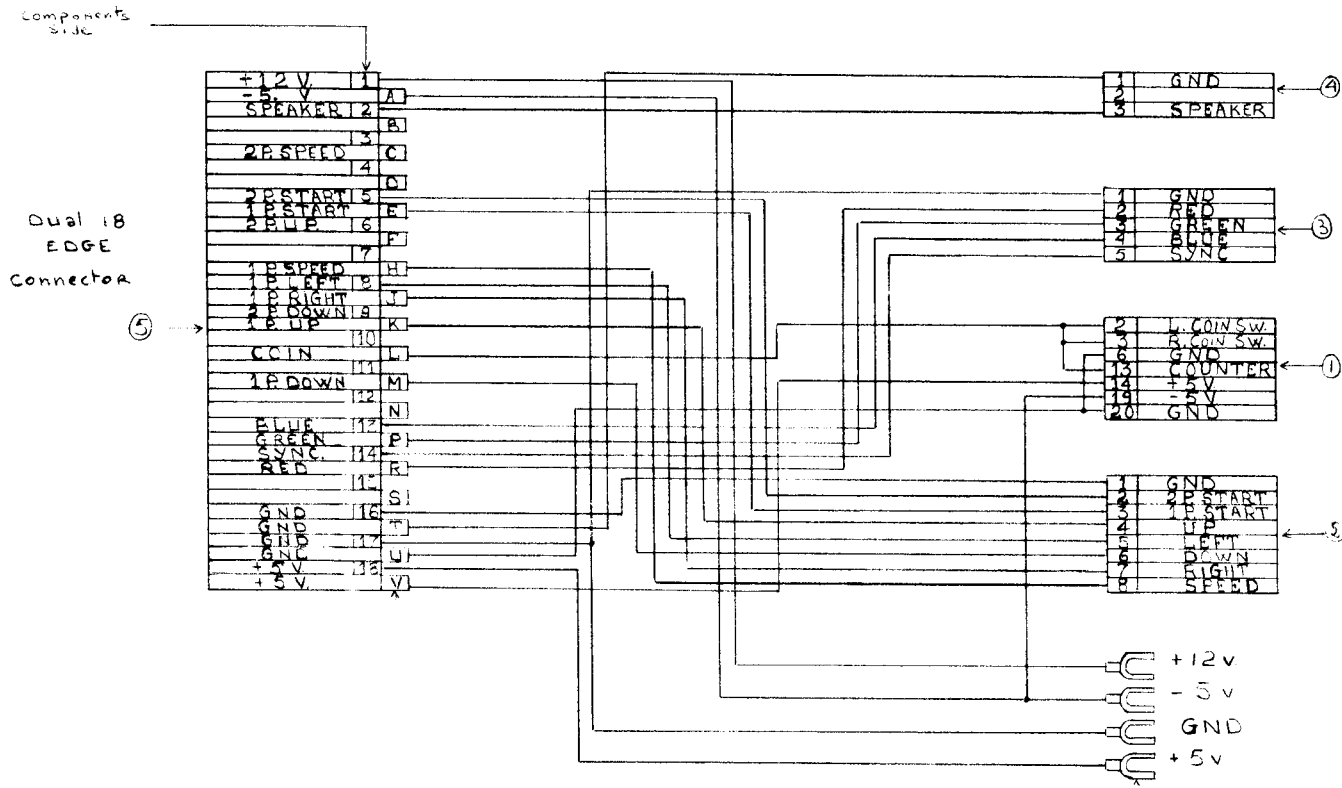 Components
side
+12 V 1
-5. V A
SPEAKER 2
B
3
2P. SPEED C
4
D
2P. START 5
1P. START E
2P. UP 6
F
7
1P. SPEED H
1P. LEFT 8
1P. RIGHT J
2P. DOWN 9
1P. UP K
10
COIN L
11
1P. DOWN M
12
N
BLUE 13
GREEN P
SYNC. 14
RED R
15
S
GND 16
GND T
GND 17
GND U
+5V 18
+5V. V
Dual 18
EDGE
Connector
5
1 GND
2
3 SPEAKER
4
1 GND
2 RED
3 GREEN
4 BLUE
5 SYNC
3
2 L. COIN SW.
3 R. COIN SW.
6 GND
13 COUNTER
14 +5V
19 -5V
20 GND
1
1 GND
2 2P. START
3 1P. START
4 UP
5 LEFT
6 DOWN
7 RIGHT
8 SPEED
+12v
- 5v
GND
+ 5v